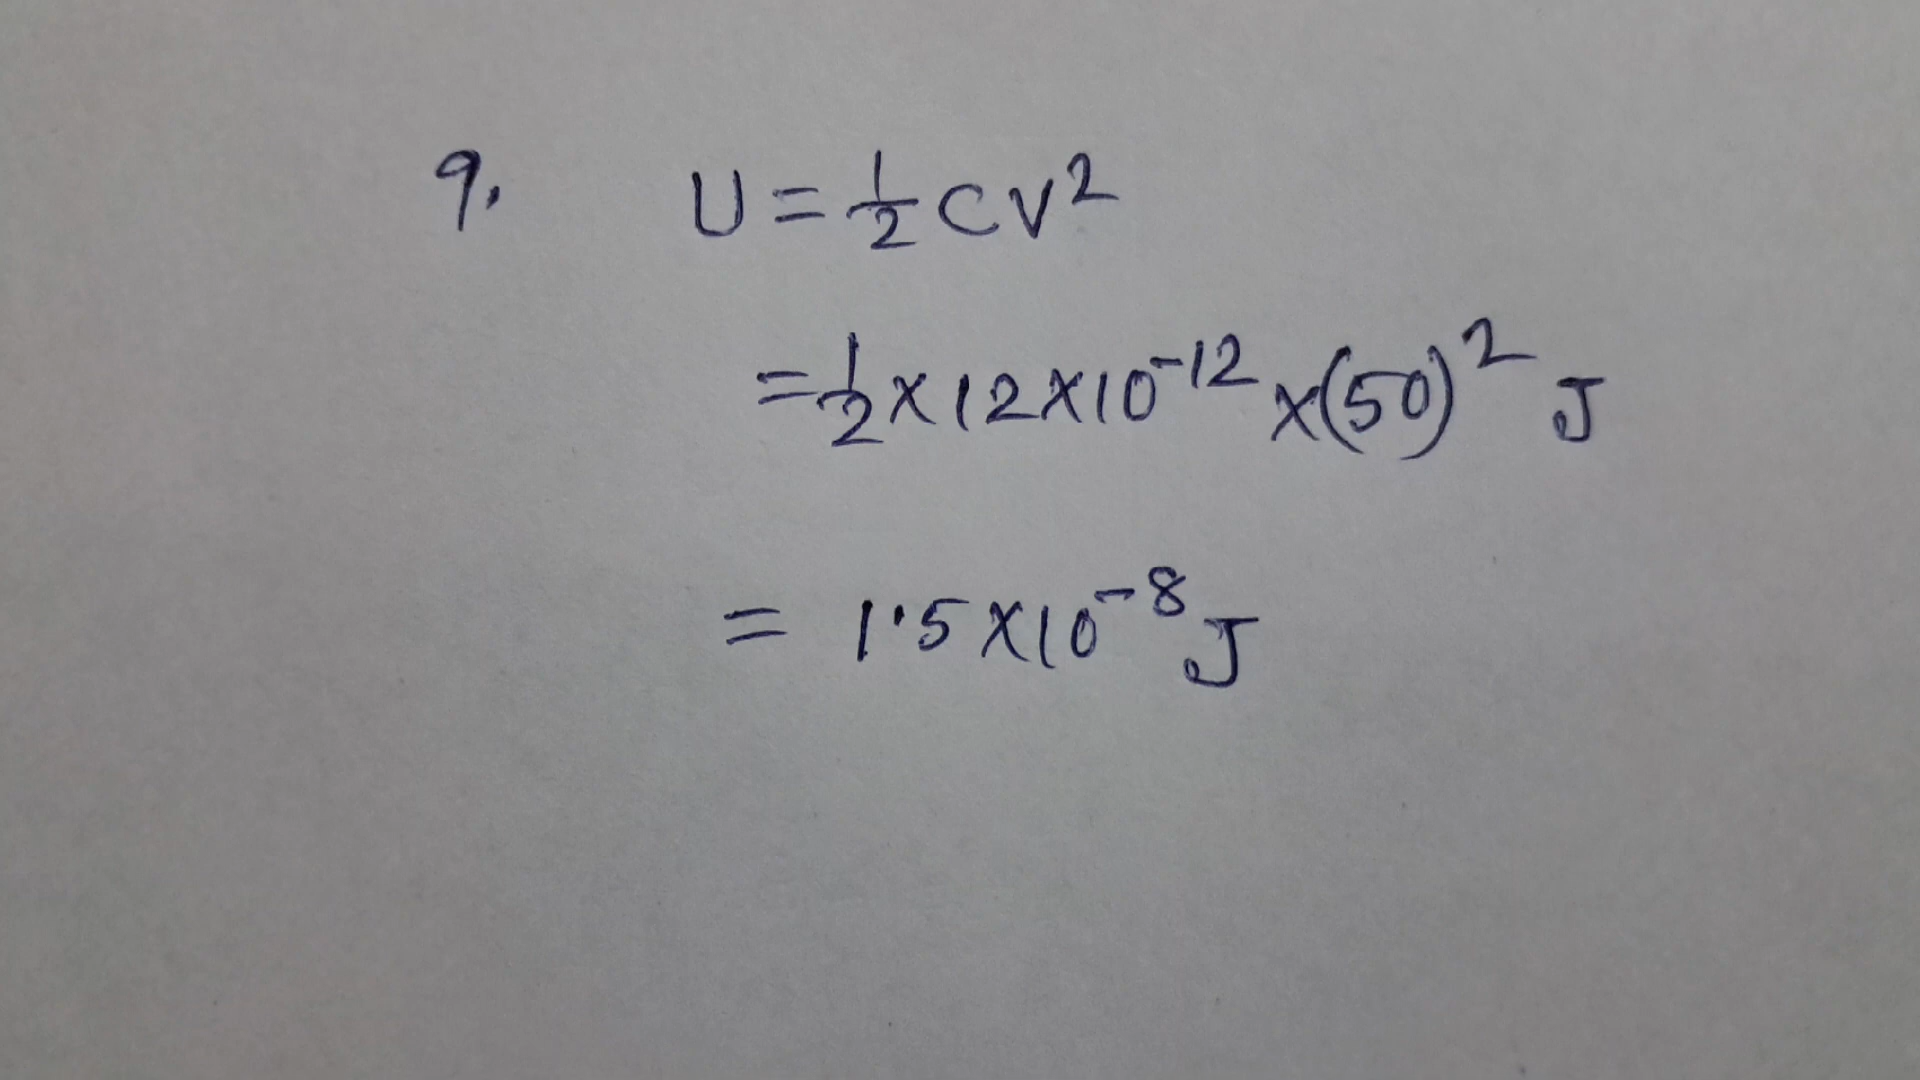 9. U = 1/2 CV²
= 1/2 × 12 × 10⁻¹² × (50)² J
= 1·5 × 10⁻⁸ J